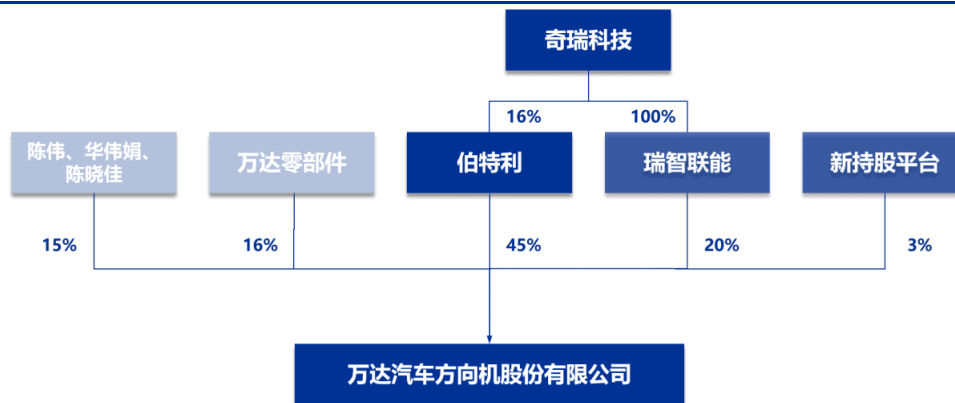 奇瑞科技
16%
100%
陈伟、华伟娟、
陈晓佳
万达零部件
伯特利
瑞智联能
新持股平台
15%
16%
45%
20%
3%
万达汽车方向机股份有限公司